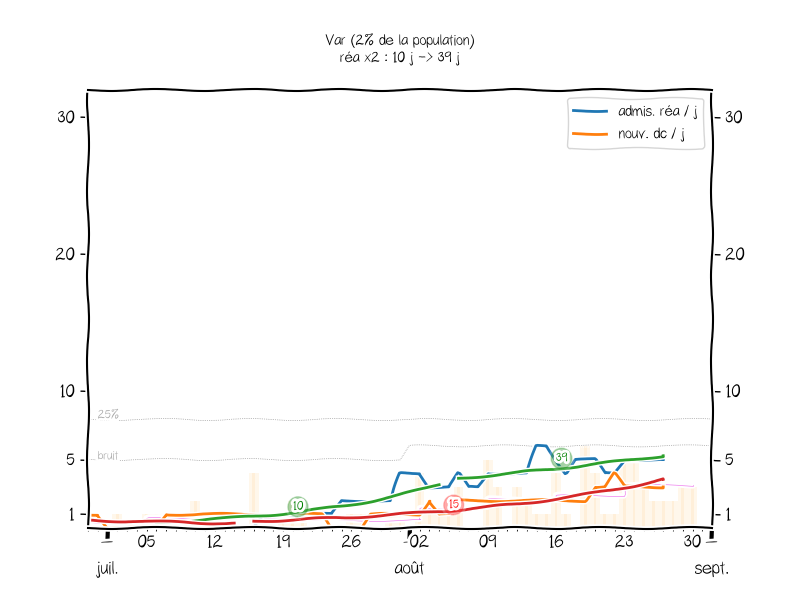 Var (2% de la population)
réa x2 : 10 j -> 39 j
admis. réa / j
nouv. dc / j
30
30
20
20
10
10
25%
bruit
5
5
39
10
15
1
1
05
12
19
26
02
09
16
23
30
juil.
août
sept.